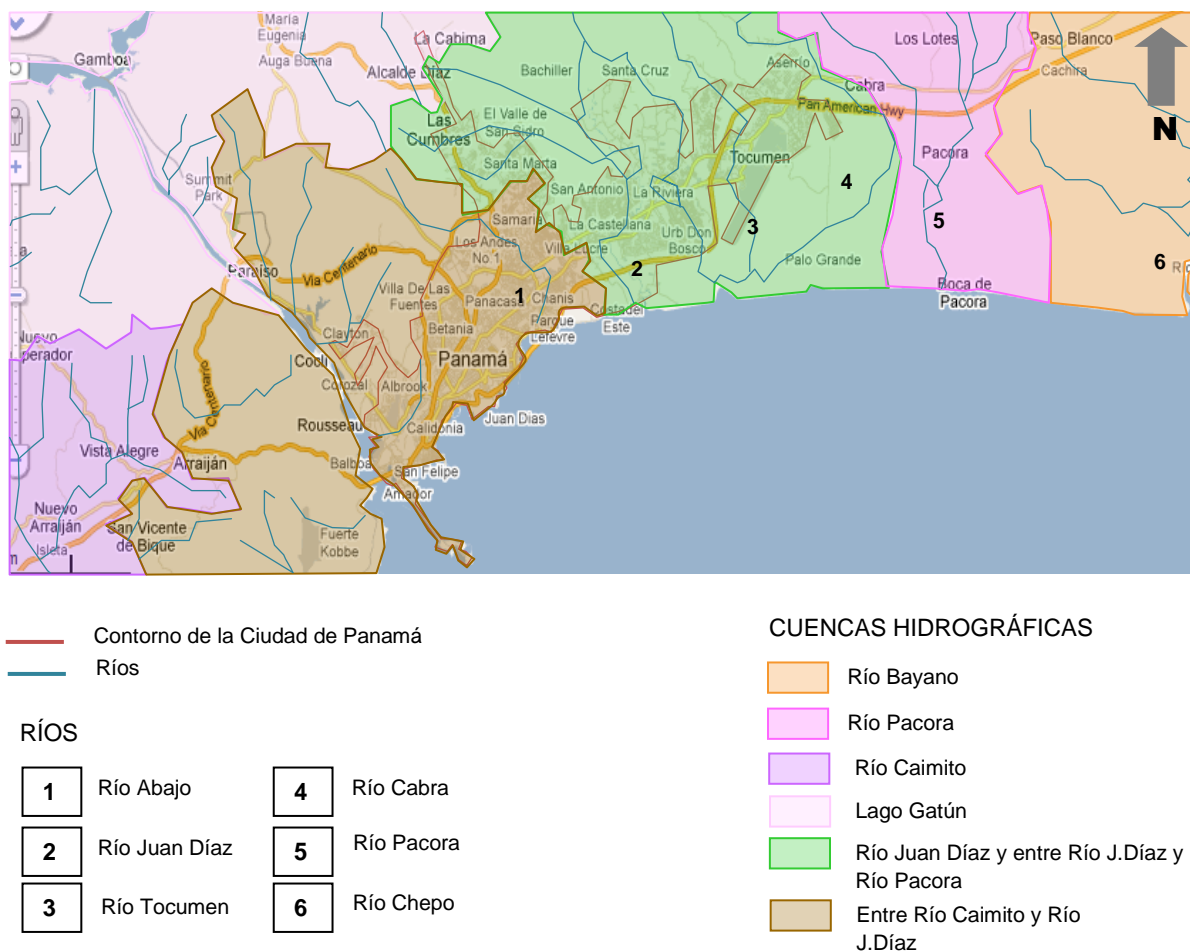 María
Eugenia
La Cabima
Los Lotes
Paso Blanco
Gamboa
Auga Buena
Alcalde Díaz
Bachiller
Santa Cruz
Aserrío
Cabra
Cachira
Pan American Hwy
N
Las
Cumbres
El Valle de
San Sidro
Santa Marta
Tocumen
Pacora
Summit
Park
San Antonio
La Riviera
4
Samaria
La Castellana
3
5
Los Andes
No.1
Villa Lucre
Urb Don
Bosco
Vía Centenario
Paraíso
2
Palo Grande
6
Villa De Las
Fuentes
Panacasa
1
Chanis
Costa del
Este
Boca de
Pacora
Clayton
Betania
Parque
Lefevre
Nuevo
Cocli
Panamá
Corozal
Albrook
Vía Centenario
Juan Dias
Rousseau
Calidonia
Vista Alegre
Arraiján
Balboa
San Felipe
Amador
Nuevo
Arraiján
San Vicente
de Bique
Isleta
Fuerte
Kobbe
Contorno de la Ciudad de Panamá
Ríos
RÍOS
1 Río Abajo
2 Río Juan Díaz
3 Río Tocumen
4 Río Cabra
5 Río Pacora
6 Río Chepo
CUENCAS HIDROGRÁFICAS
Río Bayano
Río Pacora
Río Caimito
Lago Gatún
Río Juan Díaz y entre Río J.Díaz y
Río Pacora
Entre Río Caimito y Río
J.Díaz